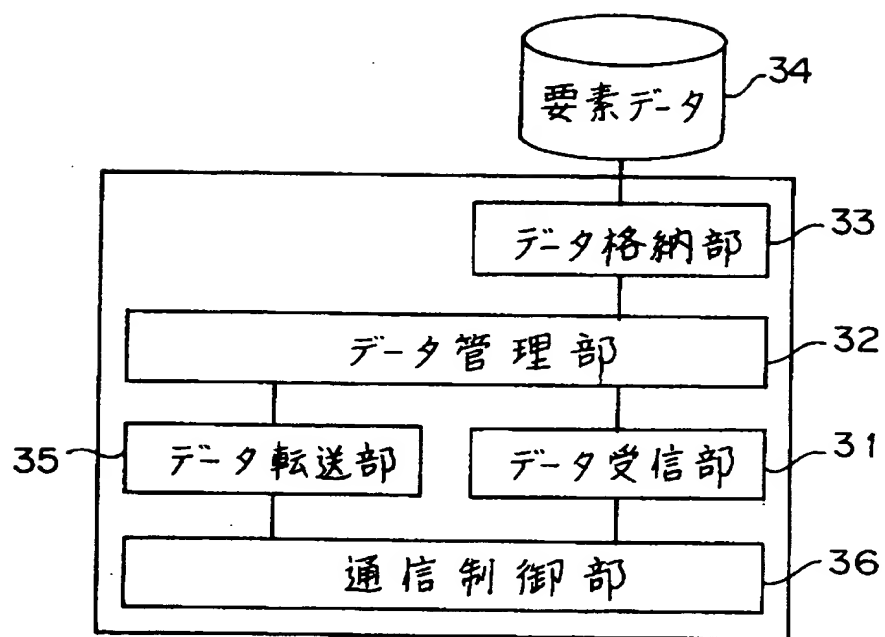 要素データ
34
データ格納部
33
データ管理部
32
35
データ転送部
データ受信部
31
通信制御部
36